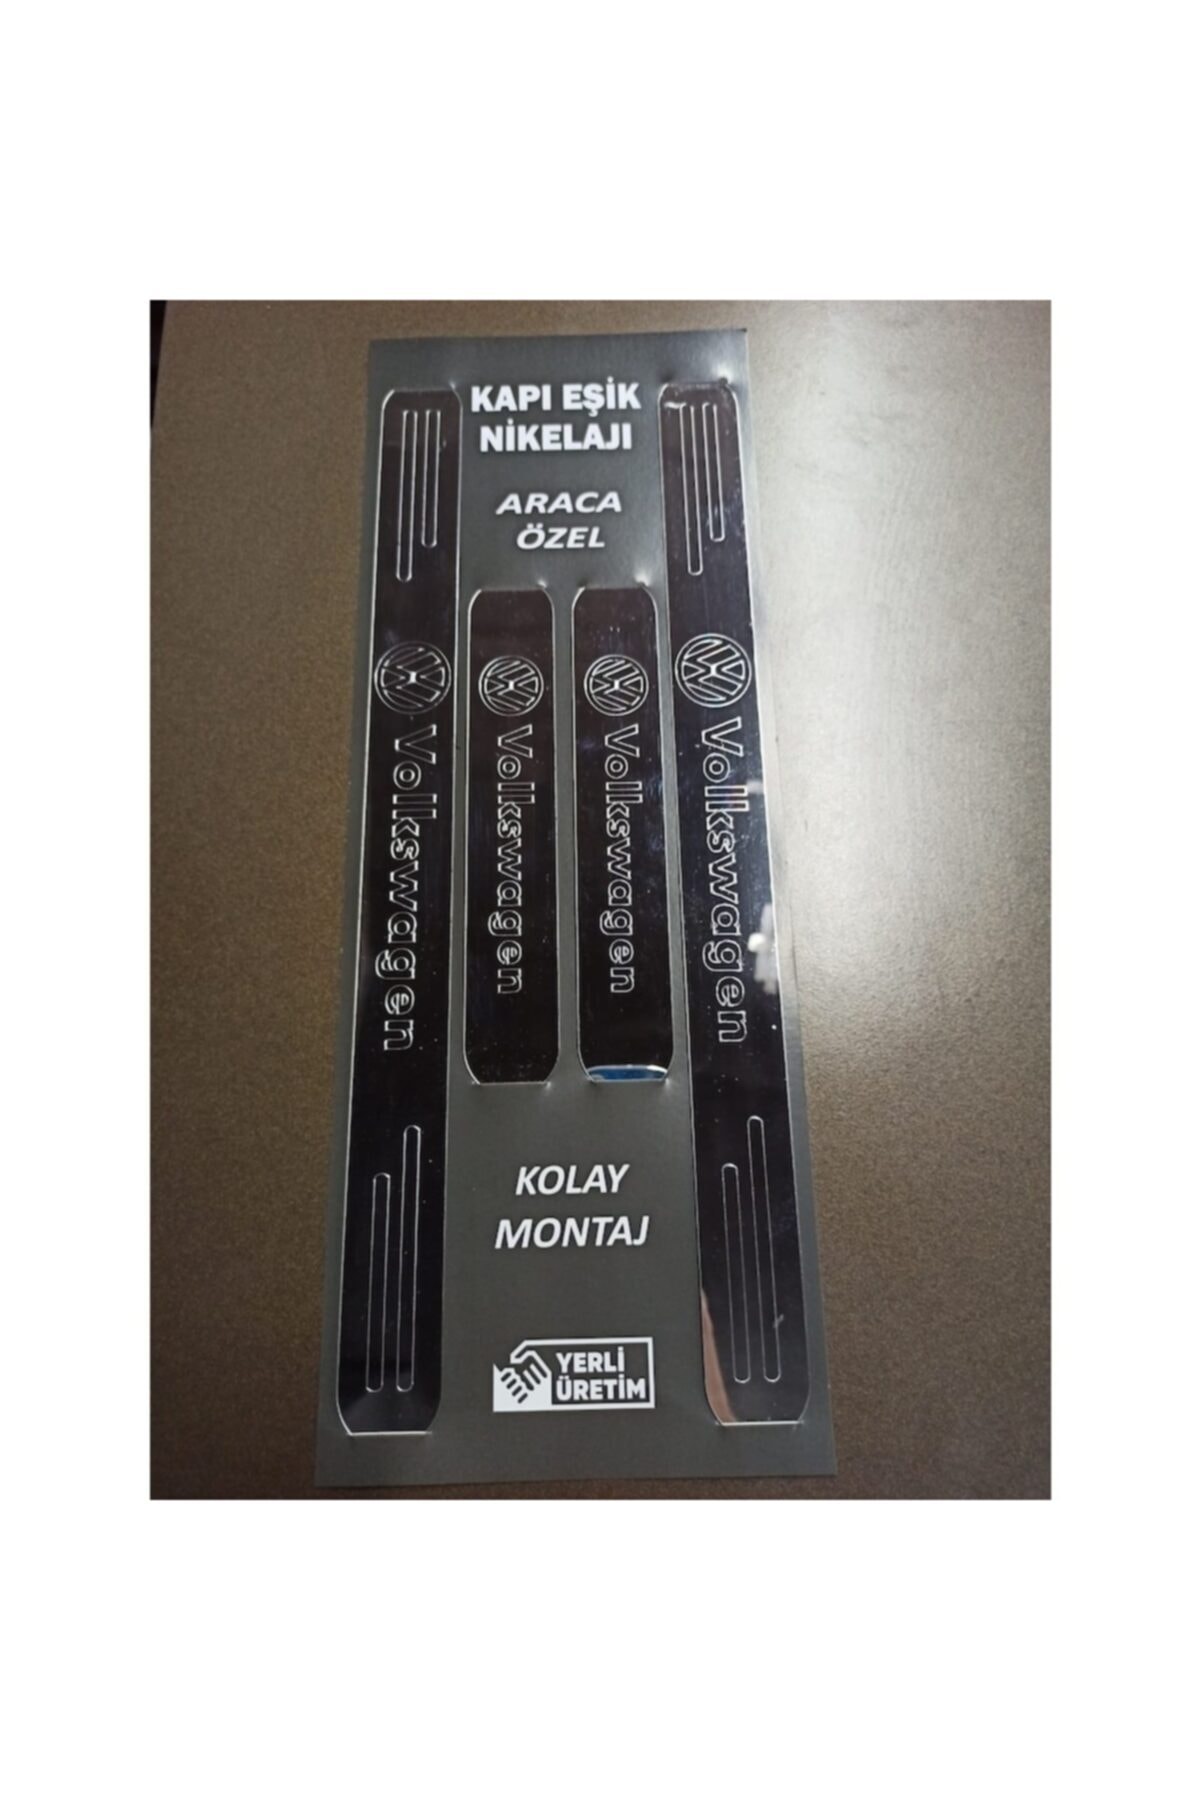 KAPI EŞİK
NİKELAJI
ARACA
ÖZEL
Volkswagen
Volkswagen
Volkswagen
Volkswagen
KOLAY
MONTAJ
YERLİ
ÜRETİM